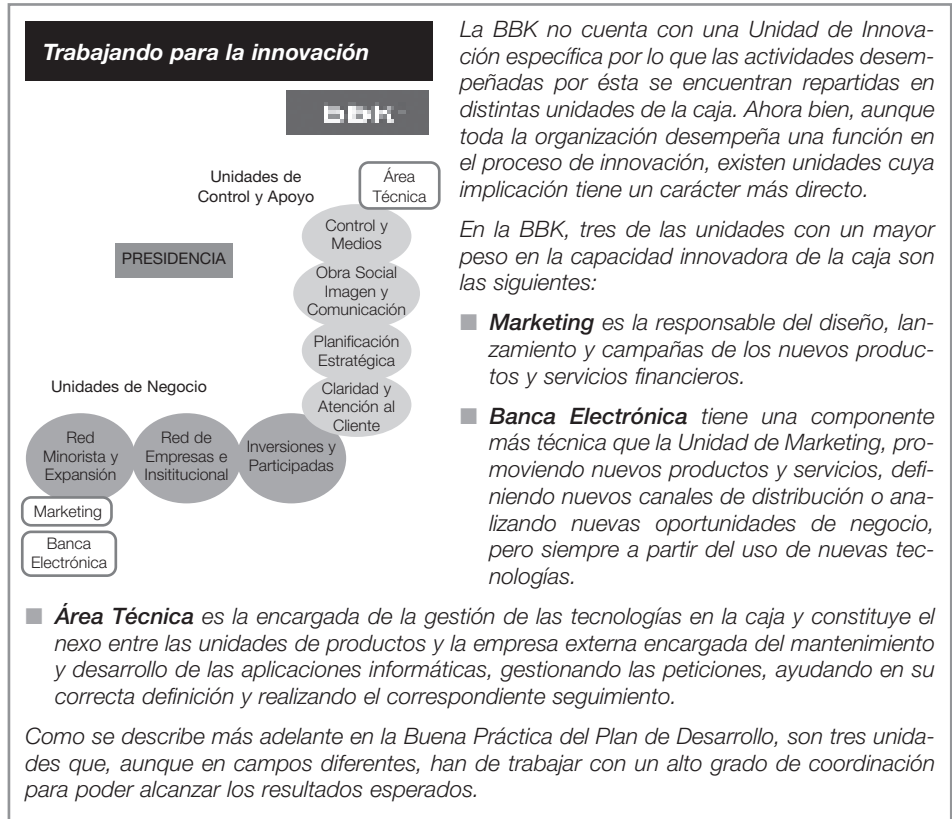 Trabajando para la innovación
bbk
Unidades de
Control y Apoyo
Área
Técnica
Control y
Medios
PRESIDENCIA
Obra Social
Imagen y
Comunicación
Planificación
Estratégica
Unidades de Negocio
Claridad y
Atención al
Cliente
Red
Minorista y
Expansión
Red de
Empresas e
Insititucional
Inversiones y
Participadas
Marketing
Banca
Electrónica
La BBK no cuenta con una Unidad de Innova-
ción específica por lo que las actividades desem-
peñadas por ésta se encuentran repartidas en
distintas unidades de la caja. Ahora bien, aunque
toda la organización desempeña una función en
el proceso de innovación, existen unidades cuya
implicación tiene un carácter más directo.
En la BBK, tres de las unidades con un mayor
peso en la capacidad innovadora de la caja son
las siguientes:
■ Marketing es la responsable del diseño, lan-
zamiento y campañas de los nuevos produc-
tos y servicios financieros.
■ Banca Electrónica tiene una componente
más técnica que la Unidad de Marketing, pro-
moviendo nuevos productos y servicios, defi-
niendo nuevos canales de distribución o ana-
lizando nuevas oportunidades de negocio,
pero siempre a partir del uso de nuevas tec-
nologías.
■ Área Técnica es la encargada de la gestión de las tecnologías en la caja y constituye el
nexo entre las unidades de productos y la empresa externa encargada del mantenimiento
y desarrollo de las aplicaciones informáticas, gestionando las peticiones, ayudando en su
correcta definición y realizando el correspondiente seguimiento.
Como se describe más adelante en la Buena Práctica del Plan de Desarrollo, son tres unida-
des que, aunque en campos diferentes, han de trabajar con un alto grado de coordinación
para poder alcanzar los resultados esperados.